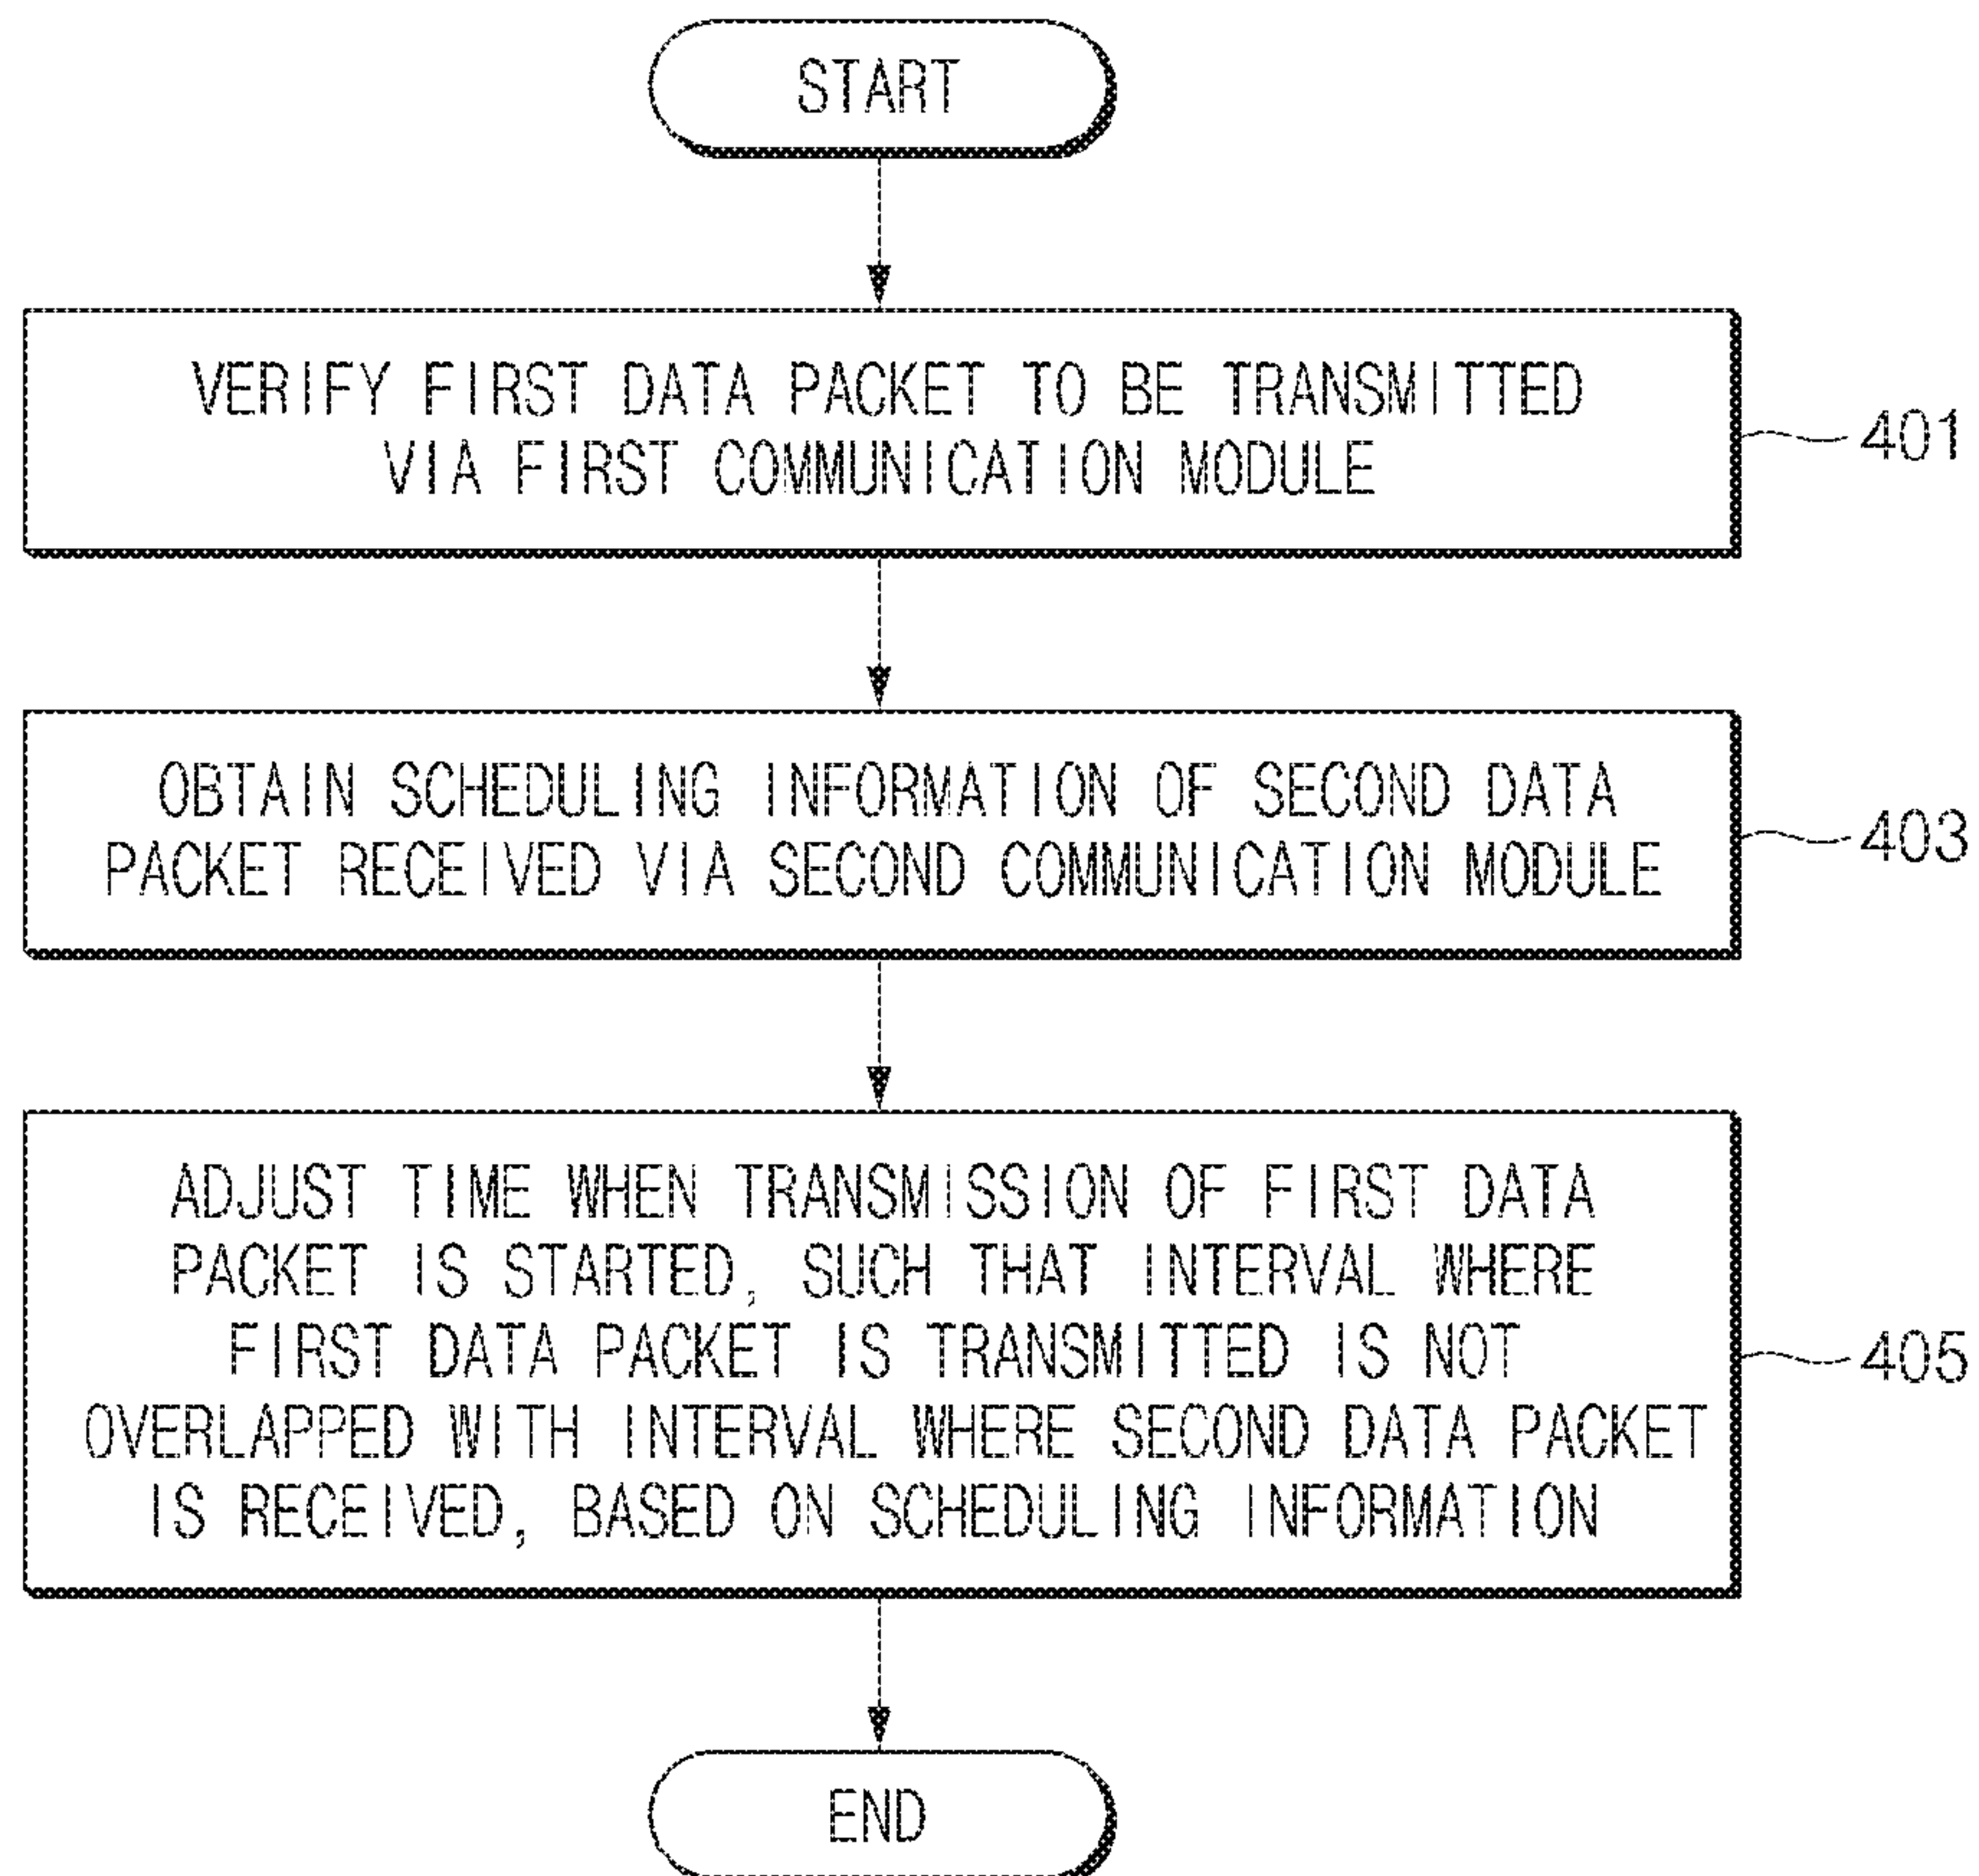 START
VERIFY FIRST DATA PACKET TO BE TRANSMITTED
VIA FIRST COMMUNICATION MODULE
401
OBTAIN SCHEDULING INFORMATION OF SECOND DATA
PACKET RECEIVED VIA SECOND COMMUNICATION MODULE
403
ADJUST TIME WHEN TRANSMISSION OF FIRST DATA
PACKET IS STARTED, SUCH THAT INTERVAL WHERE
FIRST DATA PACKET IS TRANSMITTED IS NOT
OVERLAPPED WITH INTERVAL WHERE SECOND DATA PACKET
IS RECEIVED, BASED ON SCHEDULING INFORMATION
405
END